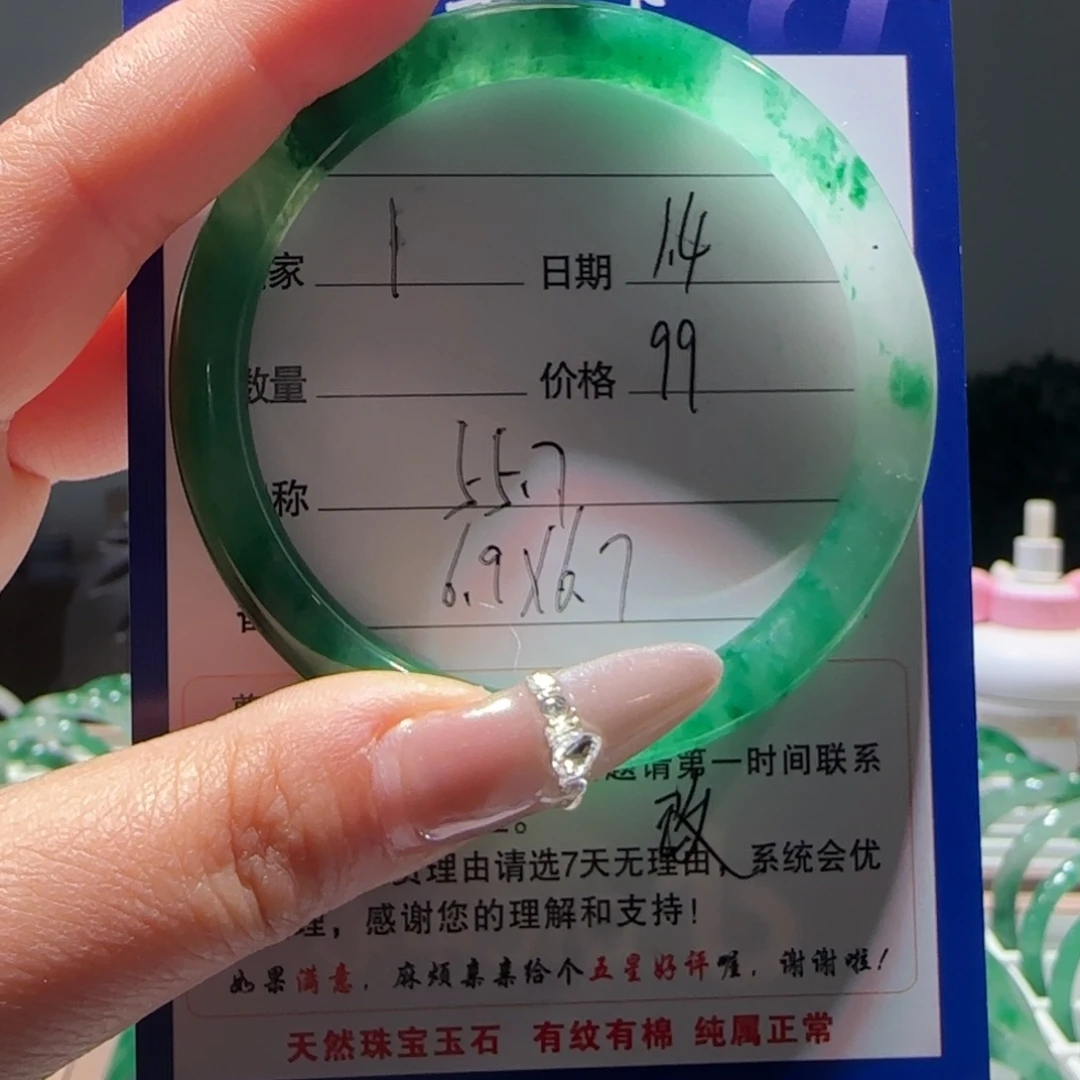 家 1 日期 1.4
数量 价格 99
称 55.7
6.9X6.7
请第一时间联系
改
。
理由请选7天无理由，系统会优
理，感谢您的理解和支持！
如果满意，麻烦亲亲给个五星好评喔，谢谢啦！
天然珠宝玉石 有纹有棉 纯属正常